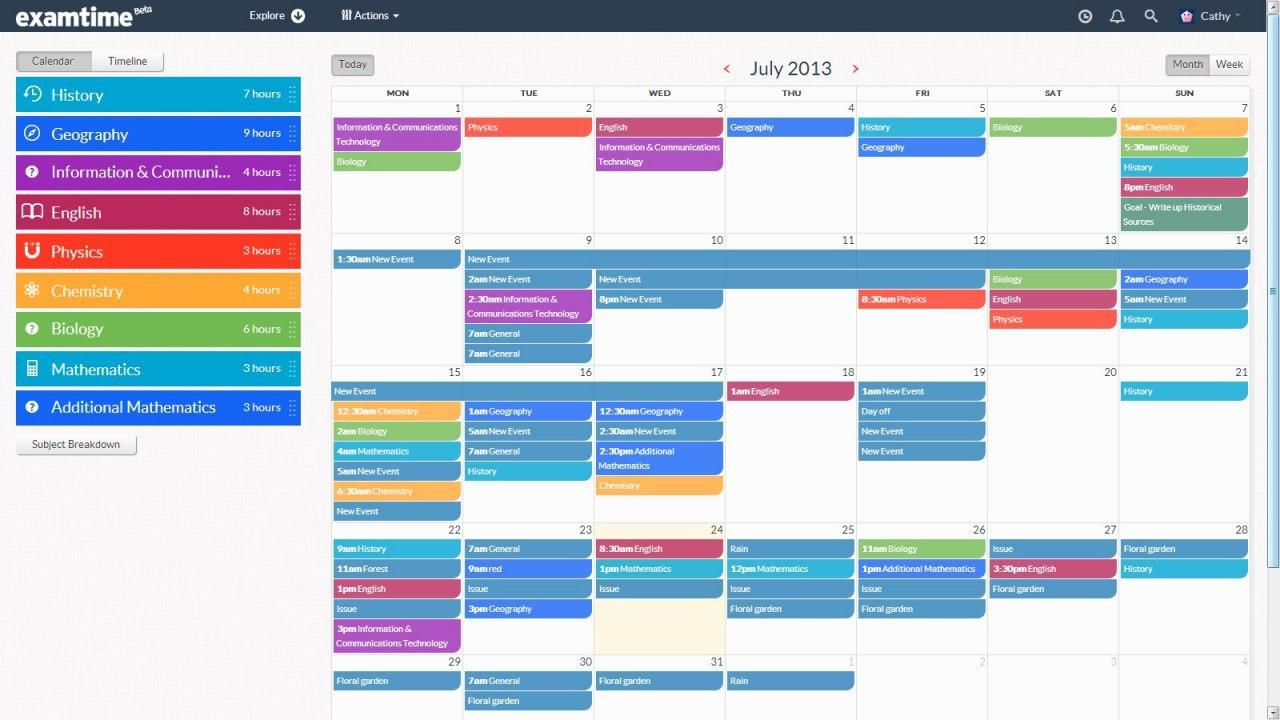 examtime Beta
Explore
Actions
Cathy
Calendar
Timeline
History 7 hours
Geography 9 hours
Information & Communi... 4 hours
English 8 hours
Physics 3 hours
Chemistry 4 hours
Biology 6 hours
Mathematics 3 hours
Additional Mathematics 3 hours
Subject Breakdown
Today
< July 2013 >
Month Week
MON TUE WED THU FRI SAT SUN
1
Information & Communications
Technology
Biology
2
Physics
3
English
Information & Communications
Technology
4
Geography
5
History
Geography
6
Biology
7
5am Chemistry
5:30am Biology
History
8pm English
Goal - Write up Historical
Sources
8
1:30am New Event
9
New Event
2am New Event
2:30am Information &
Communications Technology
7am General
7am General
10
New Event
8pm New Event
11
12
8:30am Physics
13
Biology
English
Physics
14
2am Geography
5am New Event
History
15
New Event
12:30am Chemistry
2am Biology
4am Mathematics
5am New Event
6:30am Chemistry
New Event
16
1am Geography
5am New Event
7am General
History
17
12:30am Geography
2:30am New Event
2:30pm Additional
Mathematics
Chemistry
18
1am English
19
1am New Event
Day off
New Event
New Event
20
21
History
22
9am History
11am Forest
1pm English
Issue
3pm Information &
Communications Technology
23
7am General
9am red
Issue
3pm Geography
24
8:30am English
1pm Mathematics
Issue
25
Rain
12pm Mathematics
Issue
Floral garden
26
11am Biology
1pm Additional Mathematics
Issue
Floral garden
27
Issue
3:30pm English
Floral garden
28
Floral garden
History
29
Floral garden
30
7am General
Floral garden
31
Floral garden
1
Rain
2
3
4